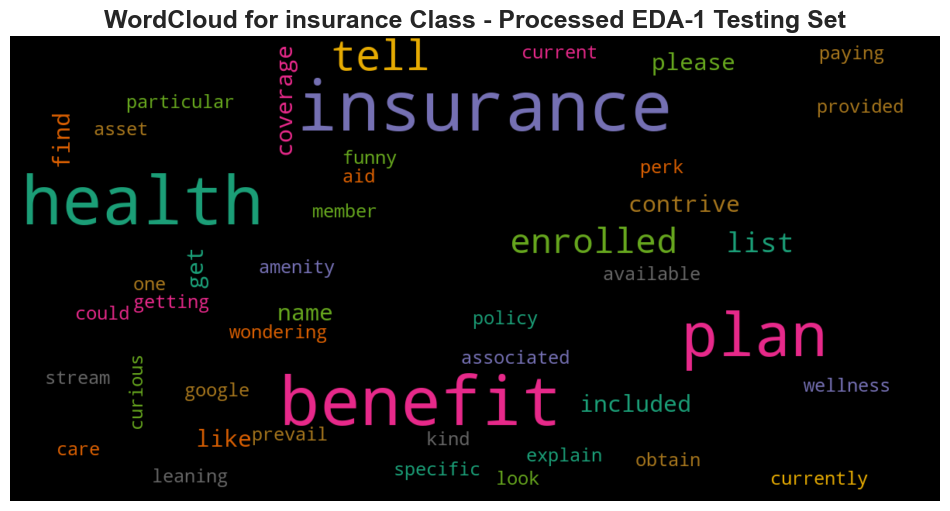 WordCloud for insurance Class - Processed EDA-1 Testing Set
tell
current
please
paying
coverage
insurance
particular
provided
asset
find
funny
aid
perk
health
member
contrive
enrolled
list
get
amenity
available
one
getting
could
name
wondering
policy
plan
associated
curious
stream
google
wellness
benefit
included
like
prevail
kind
care
explain
obtain
specific
leaning
look
currently